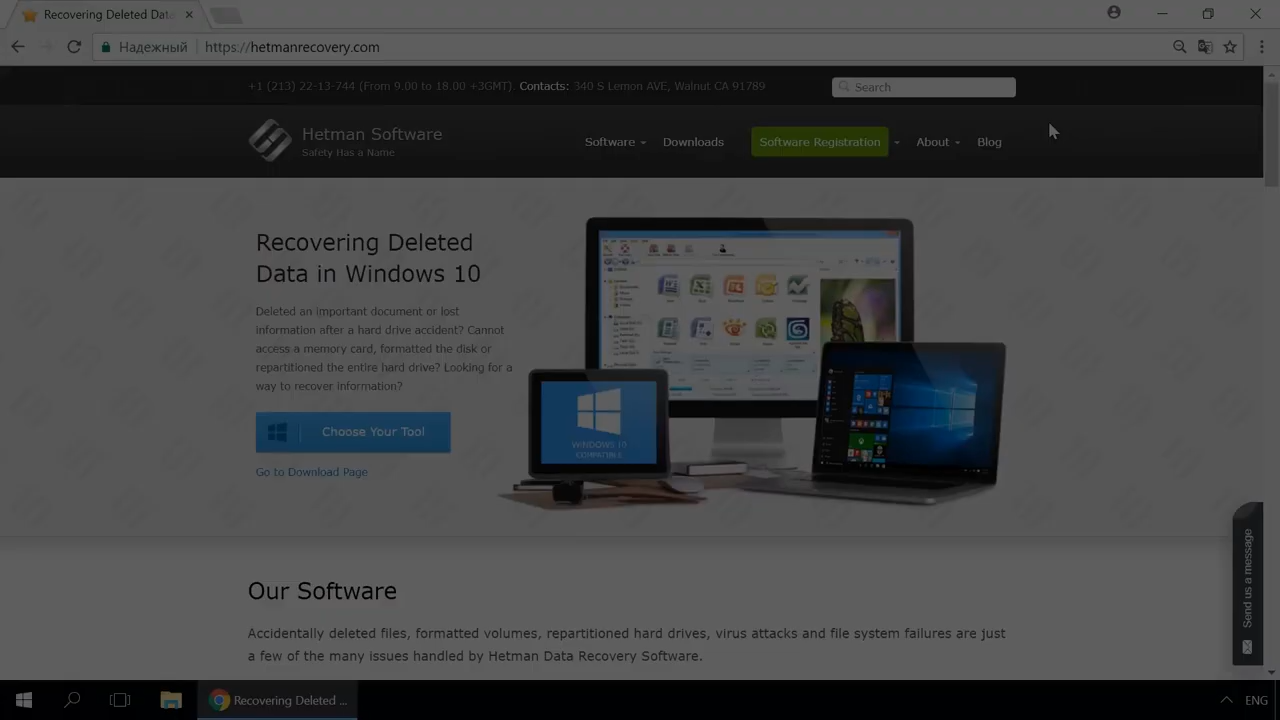 Recovering Deleted Data
Надежный
https://hetmanrecovery.com
+1 (213) 22-13-744 (From 9.00 to 18.00 +3GMT). Contacts: 340 S Lemon AVE, Walnut CA 91789
Search
Hetman Software
Safety Has a Name
Software
Downloads
Software Registration
About
Blog
Recovering Deleted
Data in Windows 10
Deleted an important document or lost
information after a hard drive accident? Cannot
access a memory card, formatted the disk or
repartitioned the entire hard drive? Looking for a
way to recover information?
Choose Your Tool
Go to Download Page
WINDOWS 10
COMPATIBLE
Send us a message
Our Software
Accidentally deleted files, formatted volumes, repartitioned hard drives, virus attacks and file system failures are just
a few of the many issues handled by Hetman Data Recovery Software.
Recovering Deleted ...
ENG